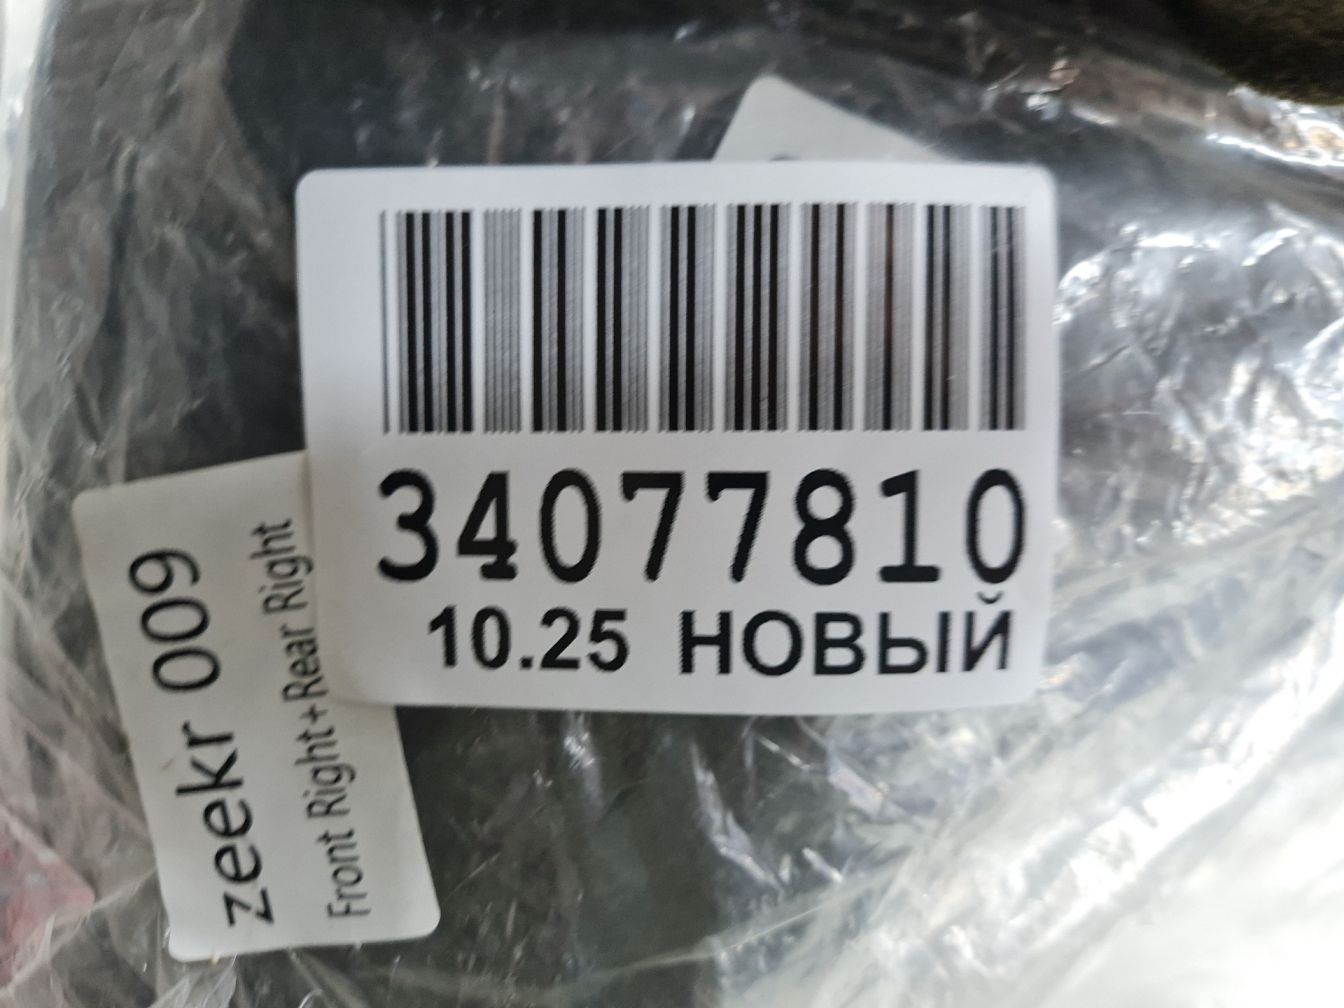 34077810
10.25 НОВЫЙ
zeekr 009
Front Right+Rear Right